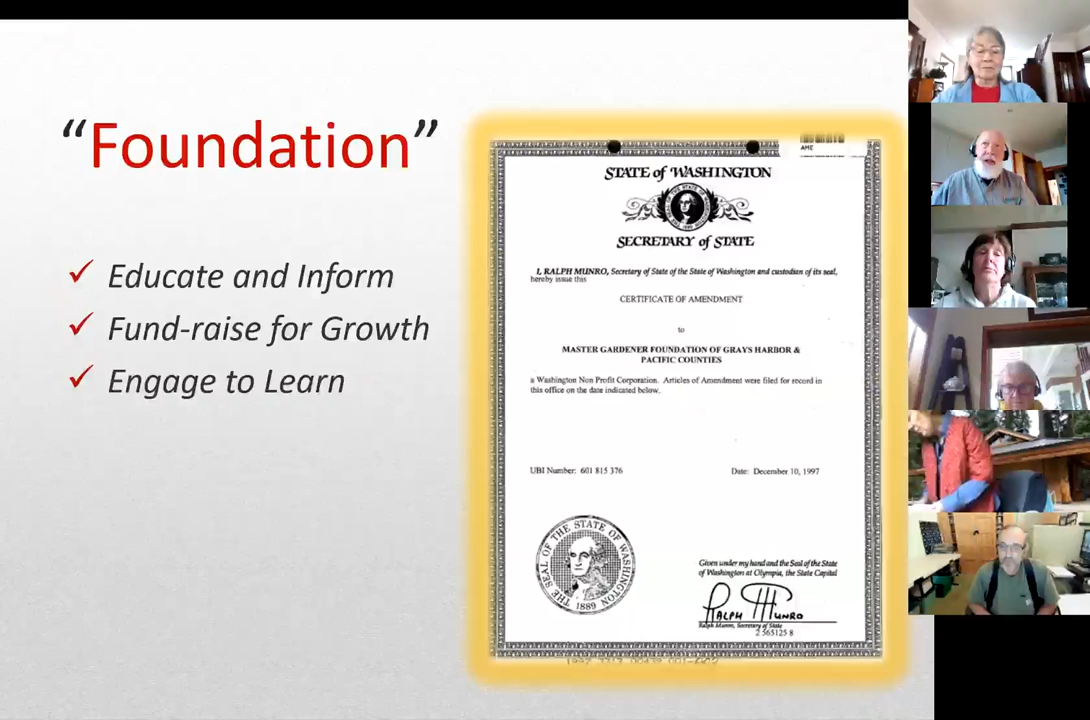 “Foundation”
✓ Educate and Inform
✓ Fund-raise for Growth
✓ Engage to Learn
AME
STATE of WASHINGTON
SECRETARY of STATE
I, RALPH MUNRO, Secretary of State of the State of Washington and custodian of its seal,
hereby issue this
CERTIFICATE OF AMENDMENT
to
MASTER GARDENER FOUNDATION OF GRAYS HARBOR &
PACIFIC COUNTIES
a Washington Non Profit Corporation. Articles of Amendment were filed for record in
this office on the date indicated below.
UBI Number: 601 815 376
Date: December 10, 1997
THE SEAL OF THE STATE OF WASHINGTON
1889
Given under my hand and the Seal of the State
of Washington at Olympia, the State Capital
RALPH MUNRO
Ralph Munro, Secretary of State
2 565125 8